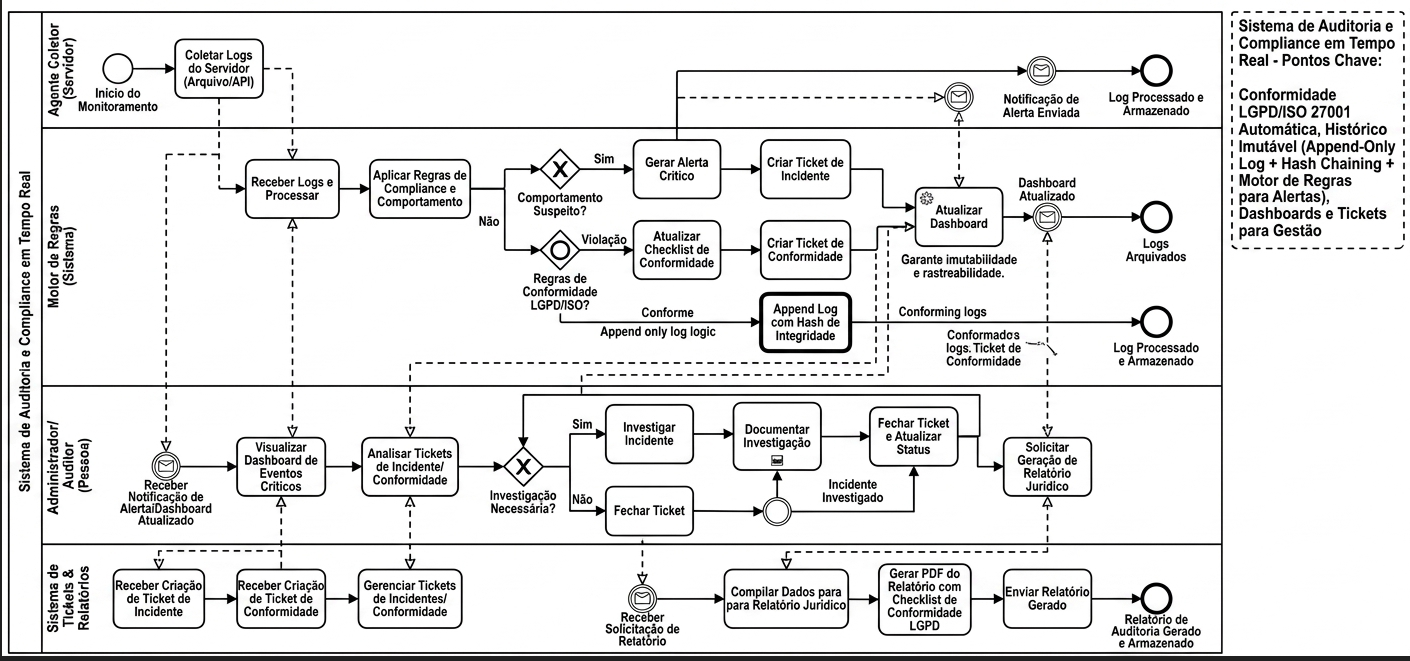 Sistema de Auditoria e Compliance em Tempo Real
Agente Coletor
(Servidor)
Início do
Monitoramento
Coletar Logs
do Servidor
(Arquivo/API)
Notificação de
Alerta Enviada
Log Processado e
Armazenado
Motor de Regras
(Sistema)
Receber Logs e
Processar
Aplicar Regras de
Compliance e
Comportamento
Não
Comportamento
Suspeito?
Sim
Gerar Alerta
Critico
Criar Ticket de
Incidente
Regras de
Conformidade
LGPD/ISO?
Violação
Atualizar
Checklist de
Conformidade
Criar Ticket de
Conformidade
Atualizar
Dashboard
Garante imutabilidade
e rastreabilidade.
Dashboard
Atualizado
Logs
Arquivados
Conforme
Append only log logic
Append Log
com Hash de
Integridade
Conforming logs
Conformados
logs. Ticket de
Conformidade
Log Processado
e Armazenado
Administrador/
Auditor
(Pessoa)
Receber
Notificação de
Alerta/Dashboard
Atualizado
Visualizar
Dashboard de
Eventos
Críticos
Analisar Tickets
de Incidente/
Conformidade
Investigação
Necessária?
Sim
Não
Investigar
Incidente
Documentar
Investigação
Fechar Ticket
e Atualizar
Status
Fechar Ticket
Incidente
Investigado
Solicitar
Geração de
Relatório
Jurídico
Sistema de
Tickets &
Relatórios
Receber Criação
de Ticket de
Incidente
Receber Criação
de Ticket de
Conformidade
Gerenciar Tickets
de Incidentes/
Conformidade
Receber
Solicitação de
Relatório
Compilar Dados para
para Relatório Jurídico
Gerar PDF do
Relatório com
Checklist de
Conformidade
LGPD
Enviar Relatório
Gerado
Relatório de
Auditoria Gerado
e Armazenado
Sistema de Auditoria e
Compliance em Tempo
Real - Pontos Chave:
Conformidade
LGPD/ISO 27001
Automática, Histórico
Imutável (Append-Only
Log + Hash Chaining +
Motor de Regras
para Alertas),
Dashboards e Tickets
para Gestão